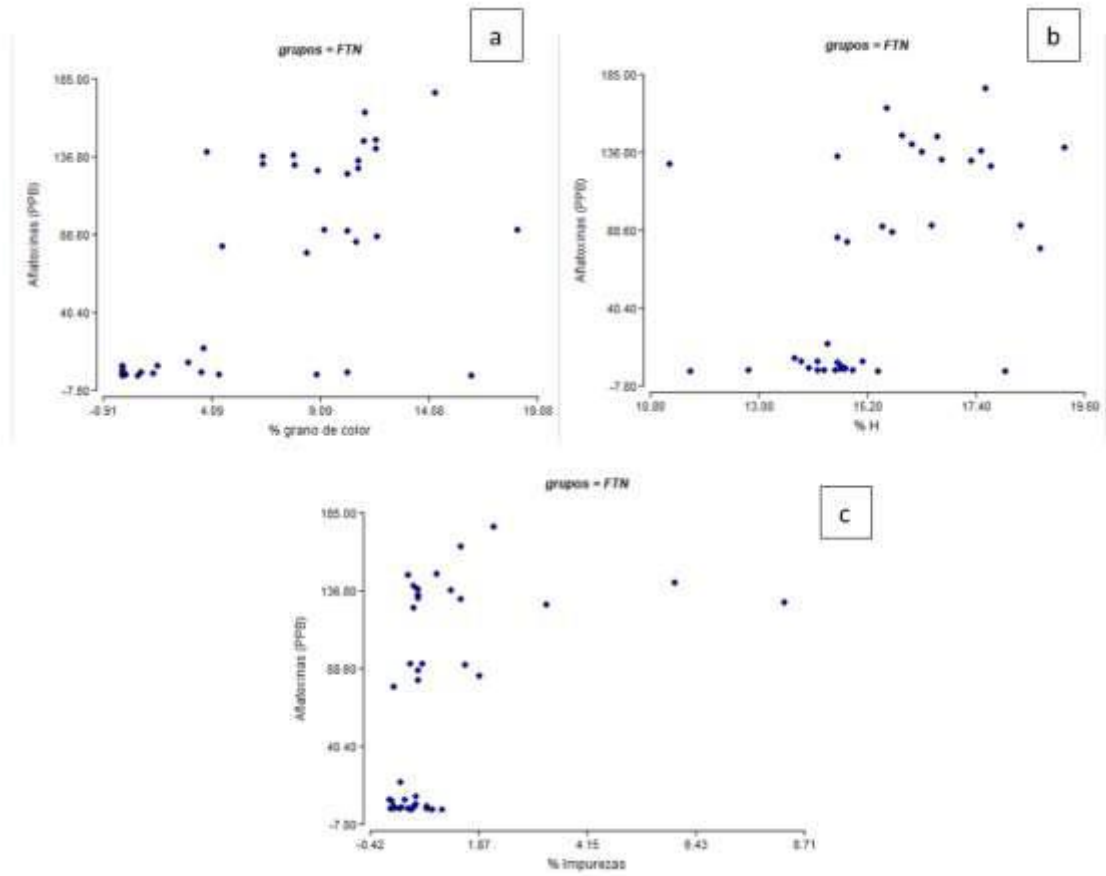 a
grupos = FTN
185.00
136.80
88.60
40.40
-7.80
Aflatoxinas (PPB)
-0.91 4.09 9.09 14.08 19.08
% grano de color
b
grupos = FTN
185.00
136.80
88.60
40.40
-7.80
Aflatoxinas (PPB)
10.80 13.00 15.20 17.40 19.60
% H
grupos = FTN
c
185.00
136.80
88.60
40.40
-7.80
Aflatoxinas (PPB)
-0.42 1.87 4.15 6.43 8.71
% Impurezas